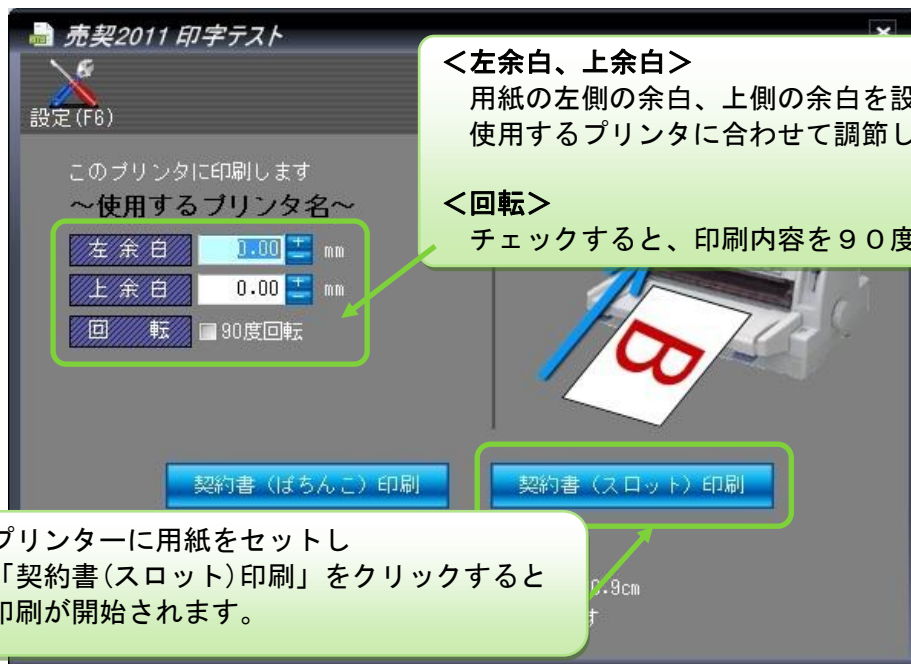 売契2011 印字テスト
設定(F6)
＜左余白、上余白＞
用紙の左側の余白、上側の余白を設
使用するプリンタに合わせて調節し
＜回転＞
チェックすると、印刷内容を９０度
このプリンタに印刷します
～使用するプリンタ名～
左余白 0.00 mm
上余白 0.00 mm
回転 90度回転
B
契約書（ぱちんこ）印刷
契約書（スロット）印刷
プリンターに用紙をセットし
「契約書(スロット)印刷」をクリックすると
印刷が開始されます。
.9cm
す